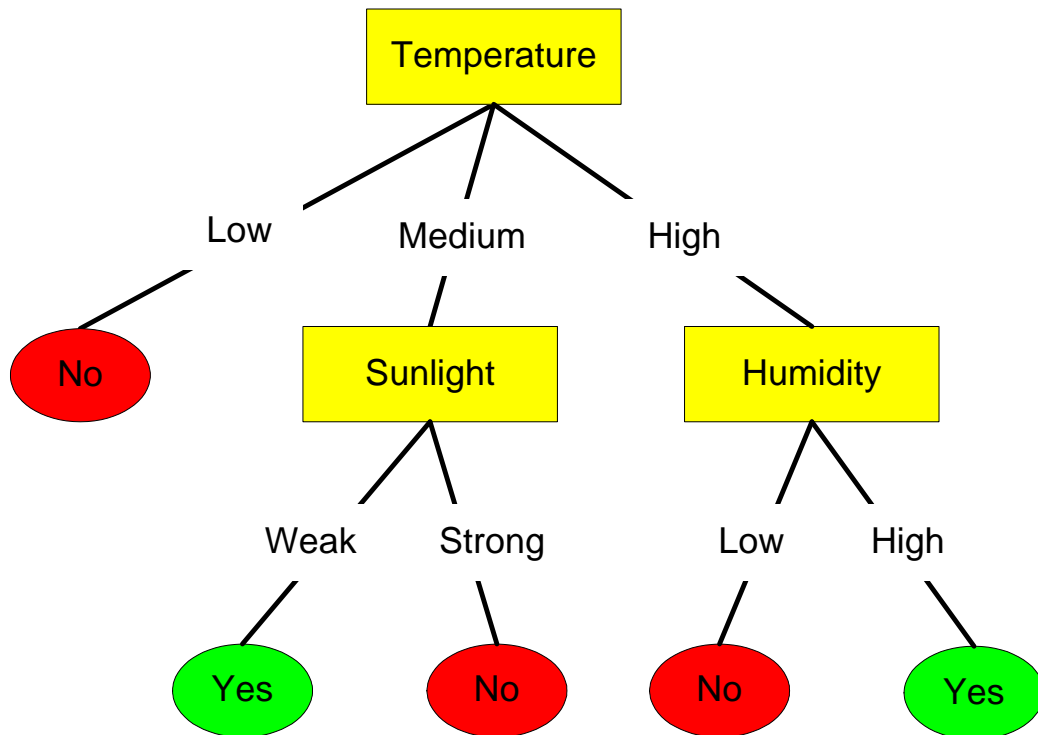 Temperature
Low Medium High
No Sunlight Humidity
Weak Strong Low High
Yes No No Yes